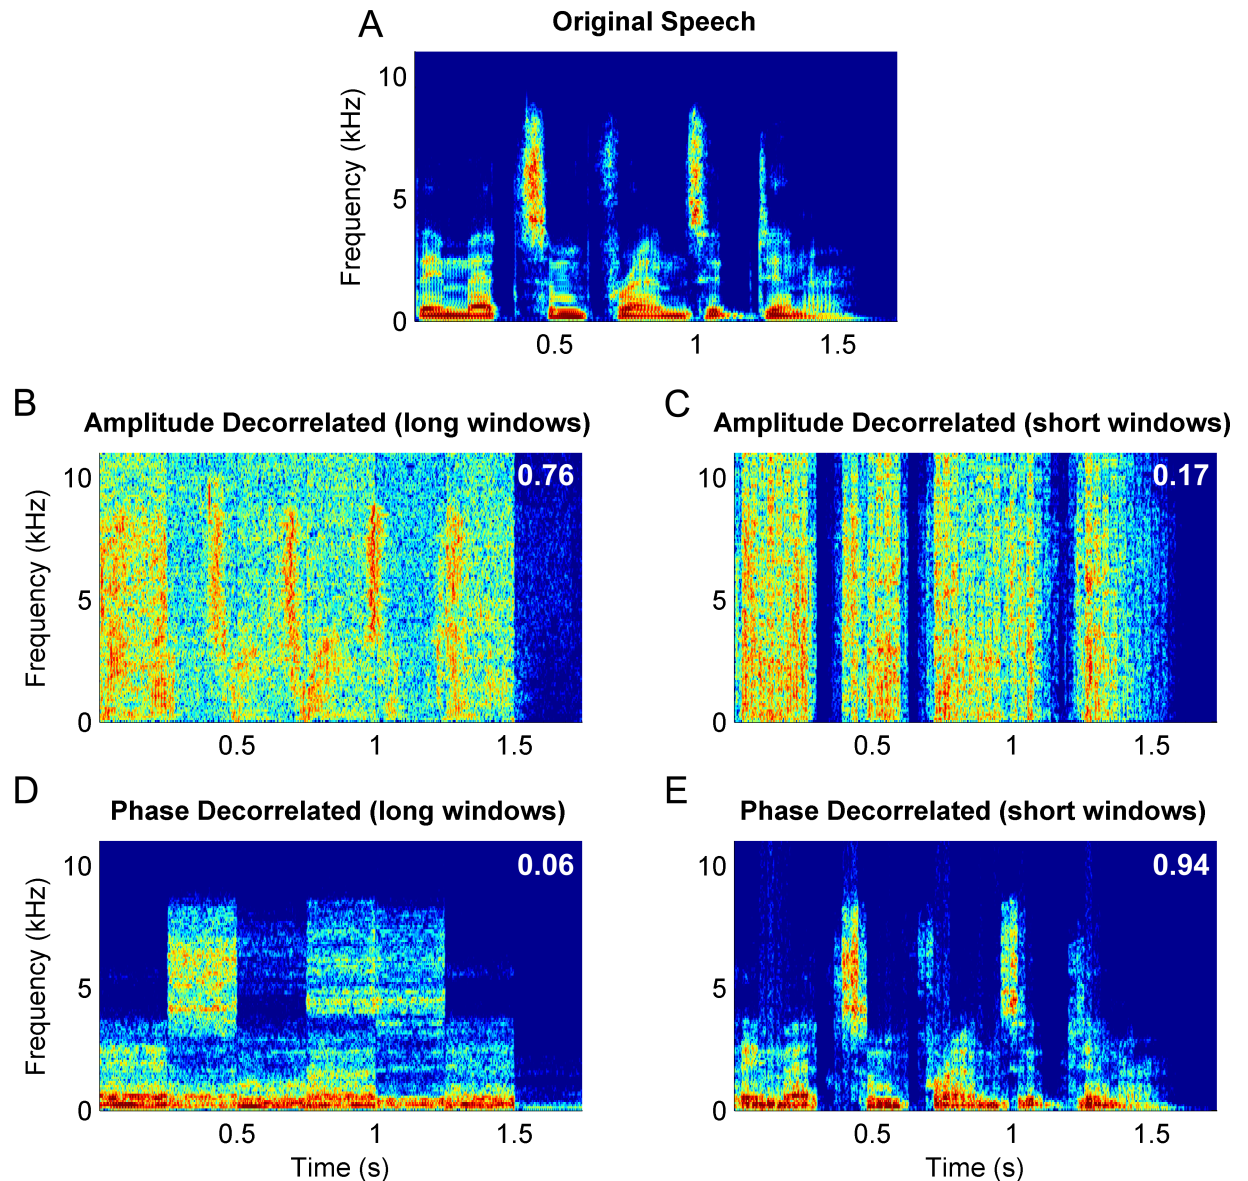 A
Original Speech
Frequency (kHz)
10
5
0
0.5 1 1.5
B
Amplitude Decorrelated (long windows)
0.76
Frequency (kHz)
10
5
0
0.5 1 1.5
C
Amplitude Decorrelated (short windows)
0.17
10
5
0
0.5 1 1.5
D
Phase Decorrelated (long windows)
0.06
Frequency (kHz)
10
5
0
0.5 1 1.5
Time (s)
E
Phase Decorrelated (short windows)
0.94
10
5
0
0.5 1 1.5
Time (s)